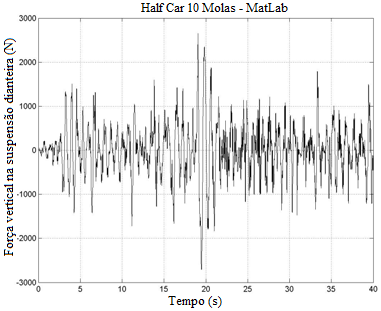 Half Car 10 Molas - MatLab
Força vertical na suspensão dianteira (N)
3000
2000
1000
0
-1000
-2000
-3000
0 5 10 15 20 25 30 35 40
Tempo (s)